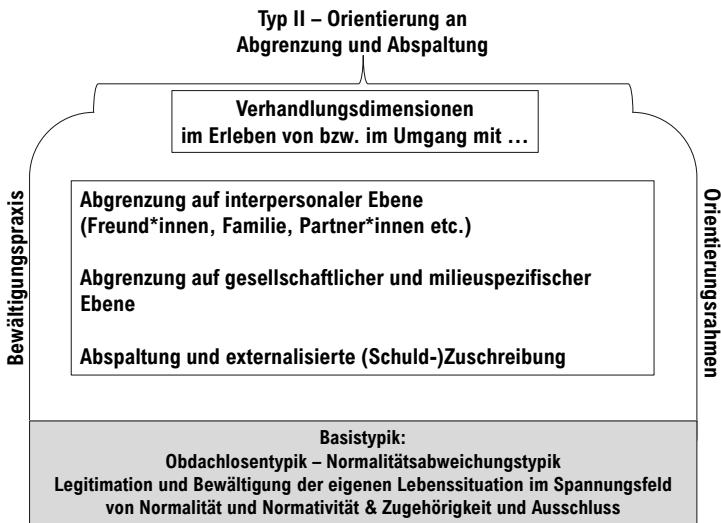 Typ II – Orientierung an
Abgrenzung und Abspaltung
Verhandlungsdimensionen
im Erleben von bzw. im Umgang mit …
Bewältigungspraxis
Abgrenzung auf interpersonaler Ebene
(Freund*innen, Familie, Partner*innen etc.)
Abgrenzung auf gesellschaftlicher und milieuspezifischer
Ebene
Abspaltung und externalisierte (Schuld-)Zuschreibung
Orientierungsrahmen
Basistypik:
Obdachlosentypik – Normalitätsabweichungstypik
Legitimation und Bewältigung der eigenen Lebenssituation im Spannungsfeld
von Normalität und Normativität & Zugehörigkeit und Ausschluss